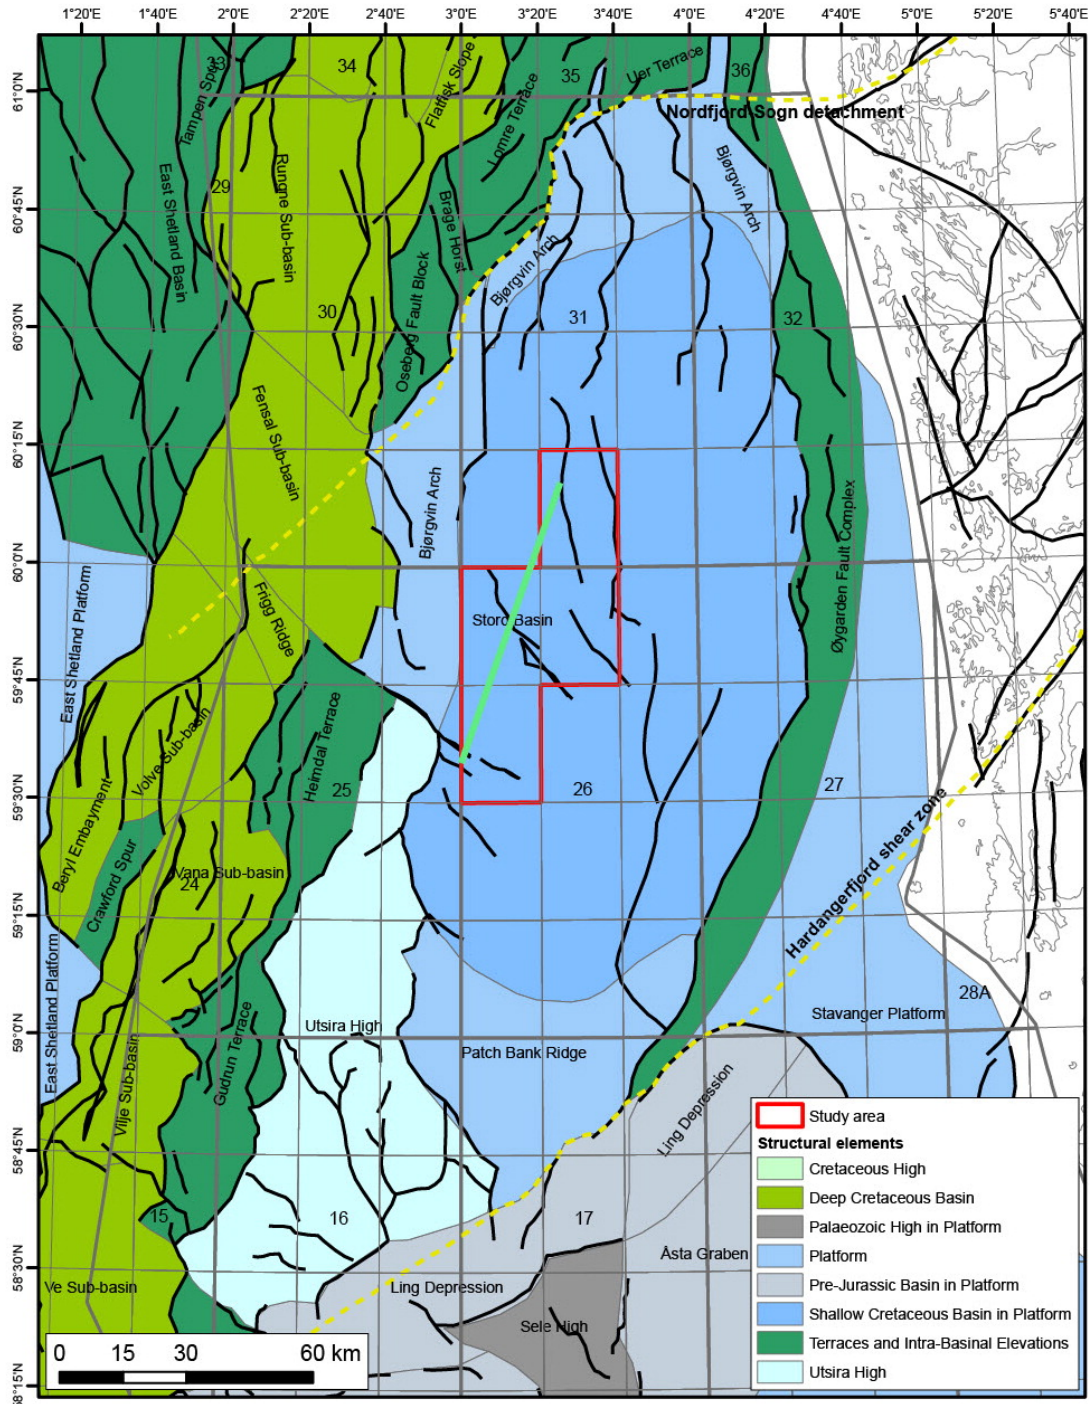 1°20'E 1°40'E 2°0'E 2°20'E 2°40'E 3°0'E 3°20'E 3°40'E 4°0'E 4°20'E 4°40'E 5°0'E 5°20'E 5°40'E
61°0'N
60°45'N
60°30'N
60°15'N
60°0'N
59°45'N
59°30'N
59°15'N
59°0'N
58°45'N
58°30'N
58°15'N
33
34
35
36
Tampen Spur
Flatfisk Slope
Lomre Terrace
Uer Terrace
Nordfjord-Sogn detachment
29
East Shetland Basin
Rungne Sub-basin
Brage Horst
Bjørgvin Arch
Bjørgvin Arch
30
Oseberg Fault Block
31
32
Fensal Sub-basin
Bjørgvin Arch
Øygarden Fault Complex
East Shetland Platform
Frigg Ridge
Stord Basin
Volve Sub-basin
Heimdal Terrace
25
26
27
Beryl Embayment
Crawford Spur
Vana Sub-basin
24
Hardangerfjord shear zone
East Shetland Platform
Vilje Sub-basin
Gudrun Terrace
Utsira High
Patch Bank Ridge
Stavanger Platform
28A
Ling Depression
15
16
17
Ve Sub-basin
Ling Depression
Sele High
Åsta Graben
0 15 30 60 km
Study area
Structural elements
Cretaceous High
Deep Cretaceous Basin
Palaeozoic High in Platform
Platform
Pre-Jurassic Basin in Platform
Shallow Cretaceous Basin in Platform
Terraces and Intra-Basinal Elevations
Utsira High